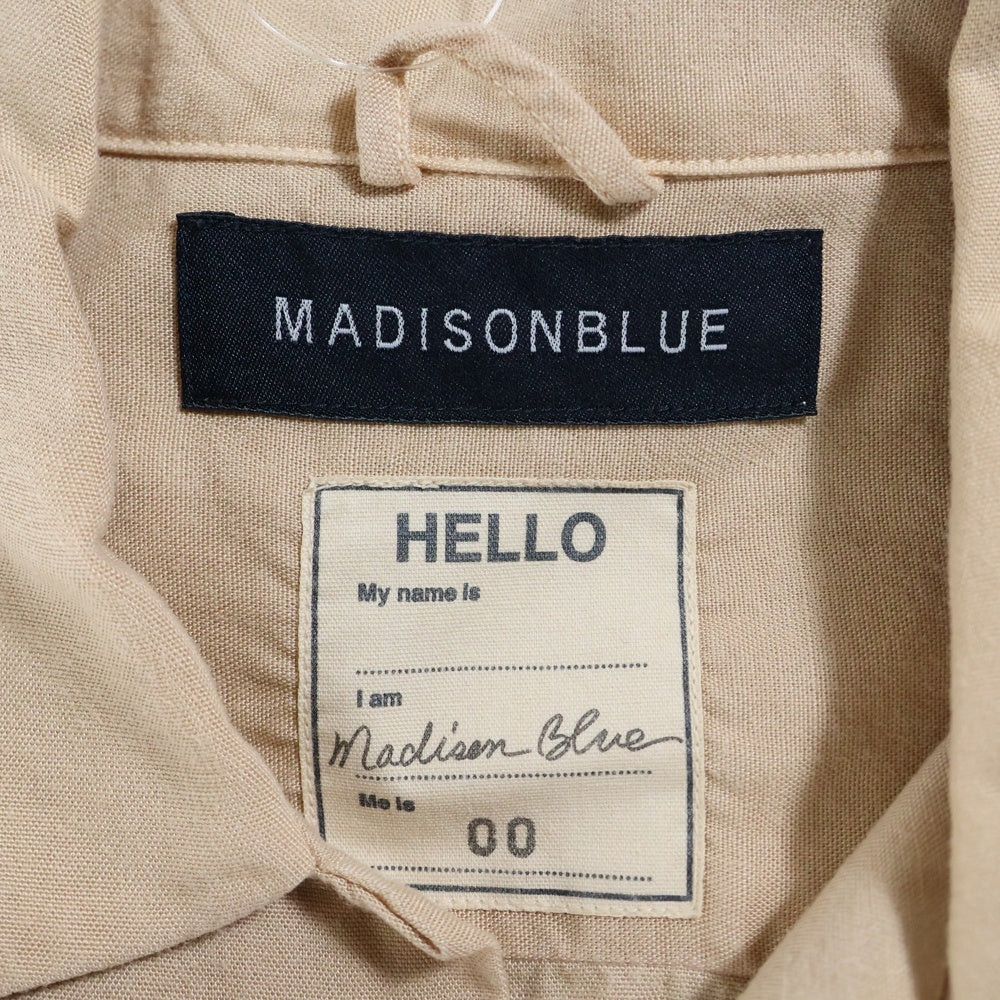 MADISONBLUE
HELLO
My name is
I am
Madison Blue
Me is
00